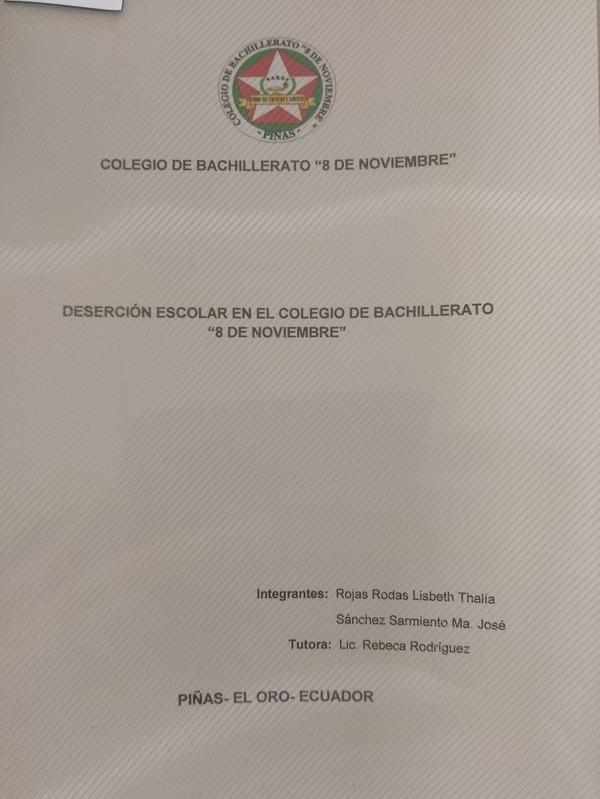 COLEGIO DE BACHILLERATO "8 DE NOVIEMBRE"
- PIÑAS -
COLEGIO DE BACHILLERATO “8 DE NOVIEMBRE”
DESERCIÓN ESCOLAR EN EL COLEGIO DE BACHILLERATO
“8 DE NOVIEMBRE”
Integrantes: Rojas Rodas Lisbeth Thalía
Sánchez Sarmiento Ma. José
Tutora: Lic. Rebeca Rodríguez
PIÑAS- EL ORO- ECUADOR